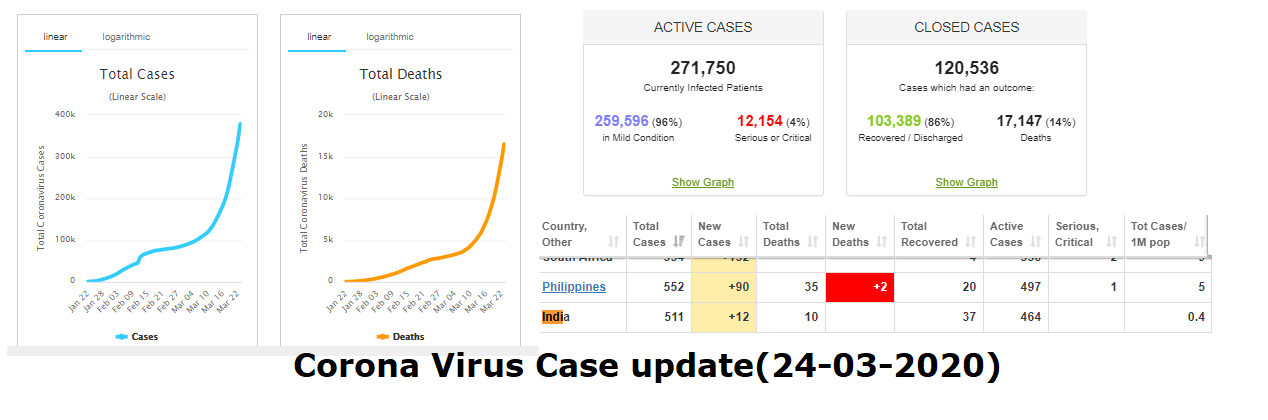 linear logarithmic
Total Cases
(Linear Scale)
Total Coronavirus Cases
400k
300k
200k
100k
0
Jan 22 Jan 28 Feb 03 Feb 09 Feb 15 Feb 21 Feb 27 Mar 04 Mar 10 Mar 16 Mar 22
Cases
linear logarithmic
Total Deaths
(Linear Scale)
Total Coronavirus Deaths
20k
15k
10k
5k
0
Jan 22 Jan 28 Feb 03 Feb 09 Feb 15 Feb 21 Feb 27 Mar 04 Mar 10 Mar 16 Mar 22
Deaths
ACTIVE CASES
271,750
Currently Infected Patients
259,596 (96%)
in Mild Condition
12,154 (4%)
Serious or Critical
Show Graph
CLOSED CASES
120,536
Cases which had an outcome:
103,389 (86%)
Recovered / Discharged
17,147 (14%)
Deaths
Show Graph
Country, Other Total Cases New Cases Total Deaths New Deaths Total Recovered Active Cases Serious, Critical Tot Cases/ 1M pop
South Africa
Philippines 552 +90 35 +2 20 497 1 5
India 511 +12 10 37 464 0.4
Corona Virus Case update(24-03-2020)